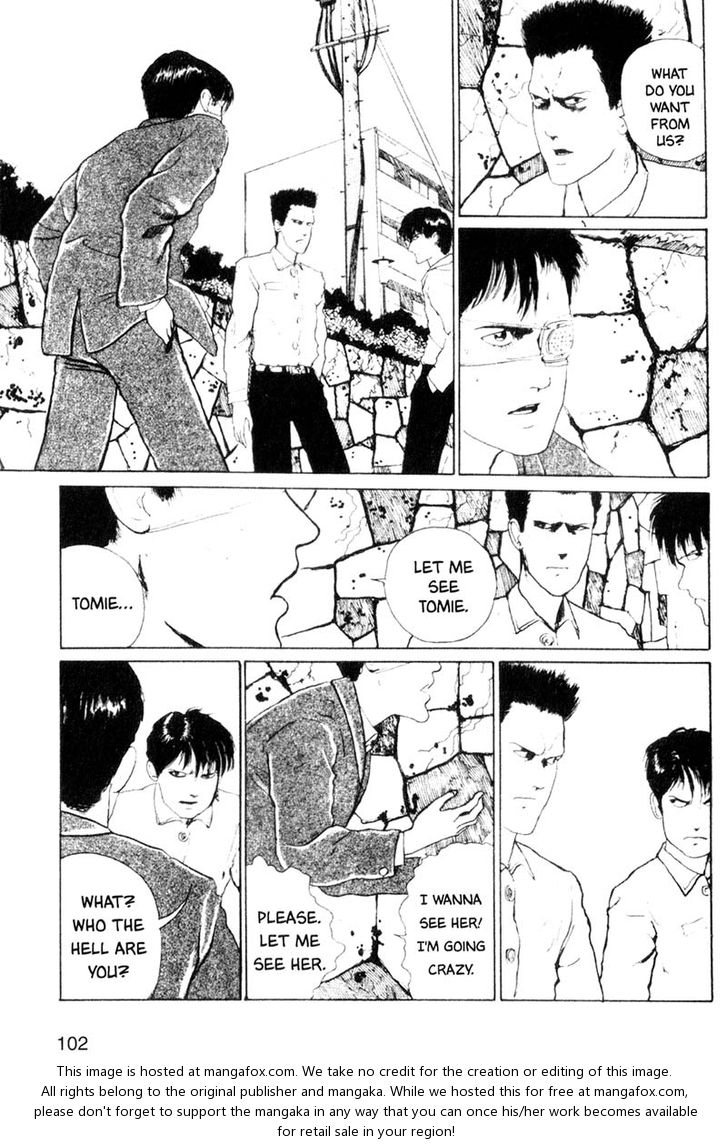 WHAT
DO YOU
WANT
FROM
US?
TOMIE...
LET ME
SEE
TOMIE.
WHAT?
WHO THE
HELL ARE
YOU?
PLEASE.
LET ME
SEE HER.
I WANNA
SEE HER!
I'M GOING
CRAZY.
102
This image is hosted at mangafox.com. We take no credit for the creation or editing of this image.
All rights belong to the original publisher and mangaka. While we hosted this for free at mangafox.com,
please don't forget to support the mangaka in any way that you can once his/her work becomes available
for retail sale in your region!